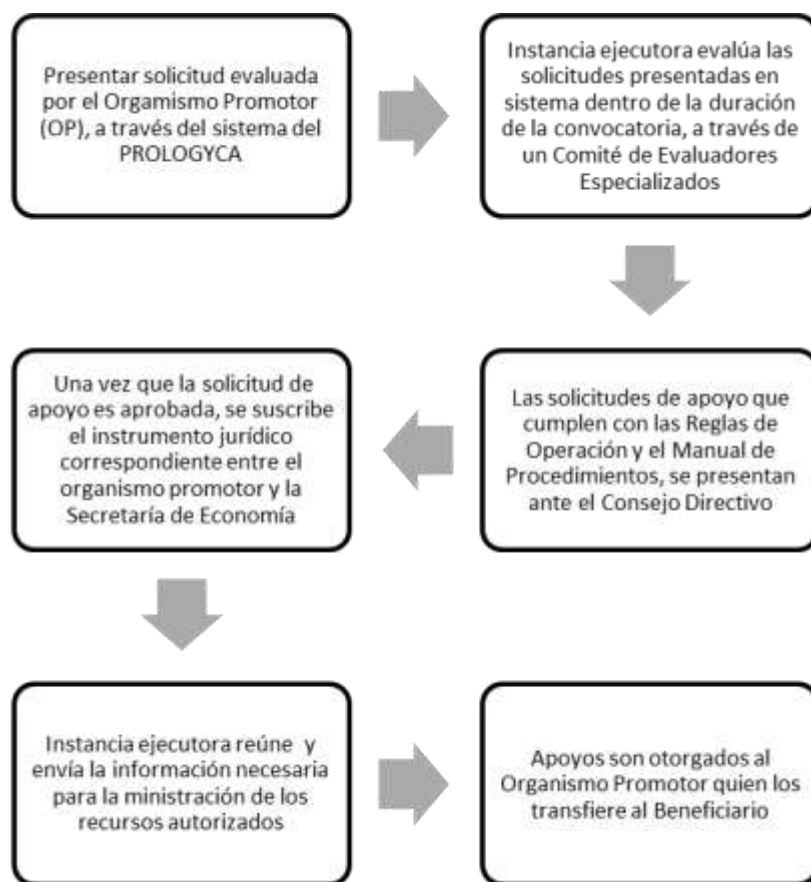 Presentar solicitud evaluada
por el Orgamismo Promotor
(OP), a través del sistema del
PROLOGYCA
Instancia ejecutora evalúa las
solicitudes presentadas en
sistema dentro de la duración
de la convocatoria, a través de
un Comité de Evaluadores
Especializados
Las solicitudes de apoyo que
cumplen con las Reglas de
Operación y el Manual de
Procedimientos, se presentan
ante el Consejo Directivo
Una vez que la solicitud de
apoyo es aprobada, se suscribe
el instrumento jurídico
correspondiente entre el
organismo promotor y la
Secretaría de Economía
Instancia ejecutora reúne y
envía la información necesaria
para la ministración de los
recursos autorizados
Apoyos son otorgados al
Organismo Promotor quien los
transfiere al Beneficiario